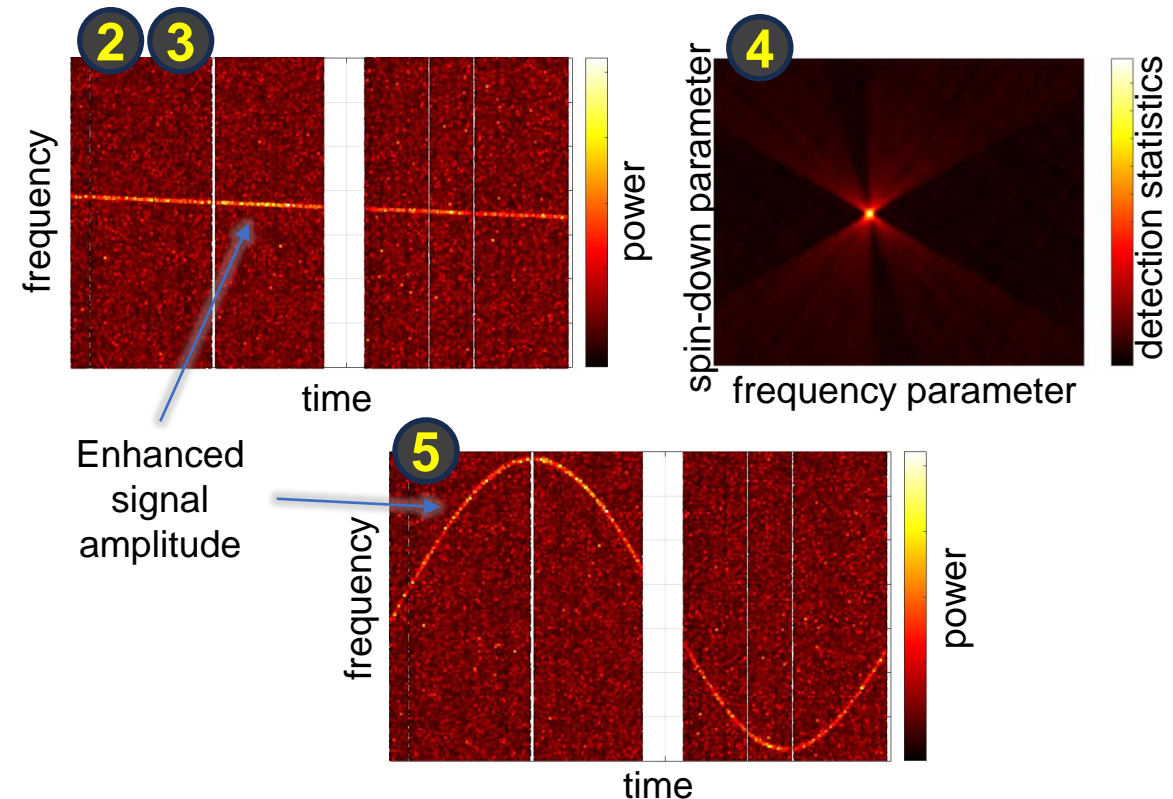 2 3
frequency
time
power
4
spin-down parameter
frequency parameter
detection statistics
Enhanced
signal
amplitude
5
frequency
time
power